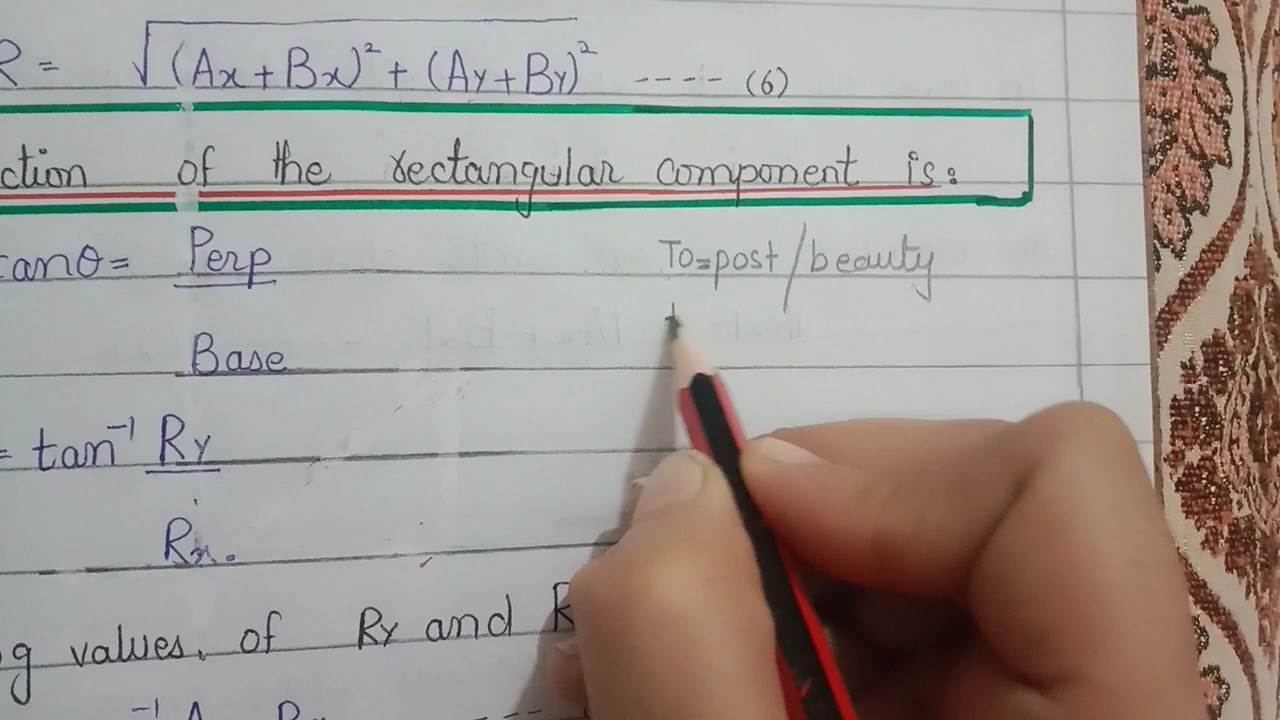 R = √(Ax+Bx)² + (Ay+By)² ---- (6)
ction of the rectangular component is:
tanθ = Perp
To=post/beauty
Base
= tan⁻¹ Ry
Rx.
g values, of Ry and R